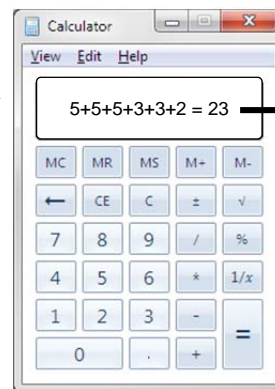 Calculator
View Edit Help
5+5+5+3+3+2 = 23
MC MR MS M+ M-
← CE C ± √
7 8 9 / %
4 5 6 * 1/x
1 2 3 - =
0 . +